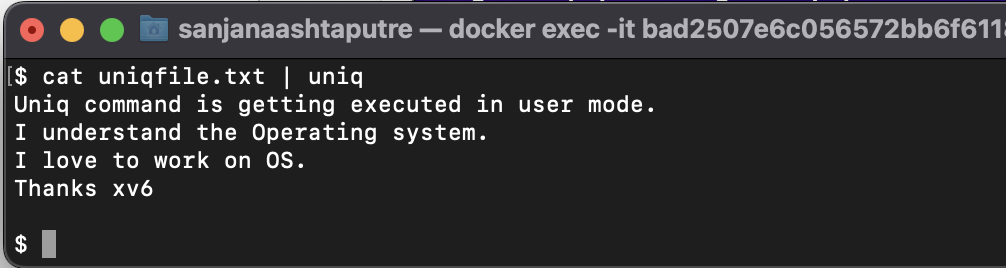 sanjanaashtaputre — docker exec -it bad2507e6c056572bb6f611
$ cat uniqfile.txt | uniq
Uniq command is getting executed in user mode.
I understand the Operating system.
I love to work on OS.
Thanks xv6
$